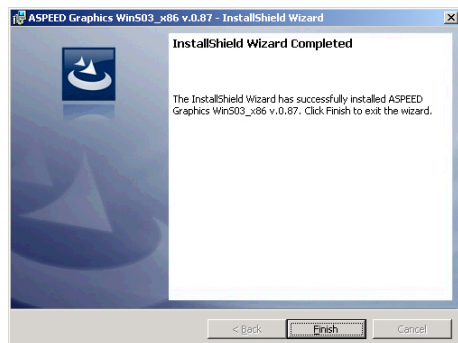 ASPEED Graphics WinS03_x86 v.0.87 - InstallShield Wizard
InstallShield Wizard Completed
The InstallShield Wizard has successfully installed ASPEED
Graphics WinS03_x86 v.0.87. Click Finish to exit the wizard.
< Back
Finish
Cancel